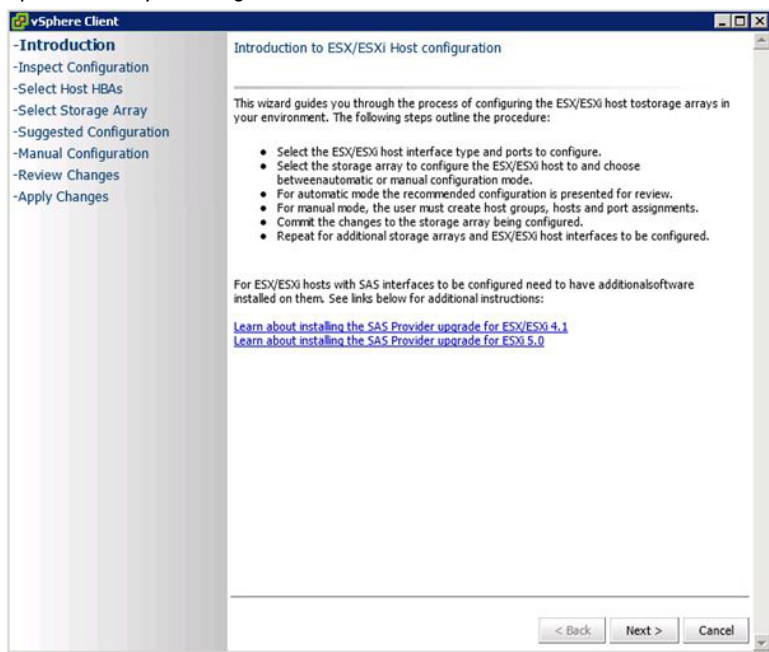 vSphere Client
-Introduction
-Inspect Configuration
-Select Host HBAs
-Select Storage Array
-Suggested Configuration
-Manual Configuration
-Review Changes
-Apply Changes
Introduction to ESX/ESXi Host configuration
This wizard guides you through the process of configuring the ESX/ESXi host tostorage arrays in
your environment. The following steps outline the procedure:
• Select the ESX/ESXi host interface type and ports to configure.
• Select the storage array to configure the ESX/ESXi host to and choose
betweenautomatic or manual configuration mode.
• For automatic mode the recommended configuration is presented for review.
• For manual mode, the user must create host groups, hosts and port assignments.
• Commit the changes to the storage array being configured.
• Repeat for additional storage arrays and ESX/ESXi host interfaces to be configured.
For ESX/ESXi hosts with SAS interfaces to be configured need to have additionalsoftware
installed on them. See links below for additional instructions:
Learn about installing the SAS Provider upgrade for ESX/ESXi 4.1
Learn about installing the SAS Provider upgrade for ESXi 5.0
< Back
Next >
Cancel